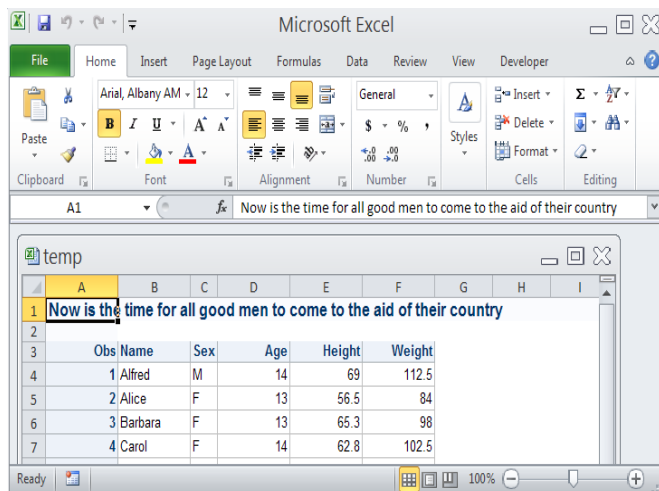 Microsoft Excel
File Home Insert Page Layout Formulas Data Review View Developer
Paste
Arial, Albany AM 12
B I U A A
General
$ % ,
Styles
Insert
Delete
Format
Σ
Clipboard Font Alignment Number Cells Editing
A1 fx Now is the time for all good men to come to the aid of their country
temp
A B C D E F G H I
1 Now is the time for all good men to come to the aid of their country
2
3 Obs Name Sex Age Height Weight
4 1 Alfred M 14 69 112.5
5 2 Alice F 13 56.5 84
6 3 Barbara F 13 65.3 98
7 4 Carol F 14 62.8 102.5
Ready 100%